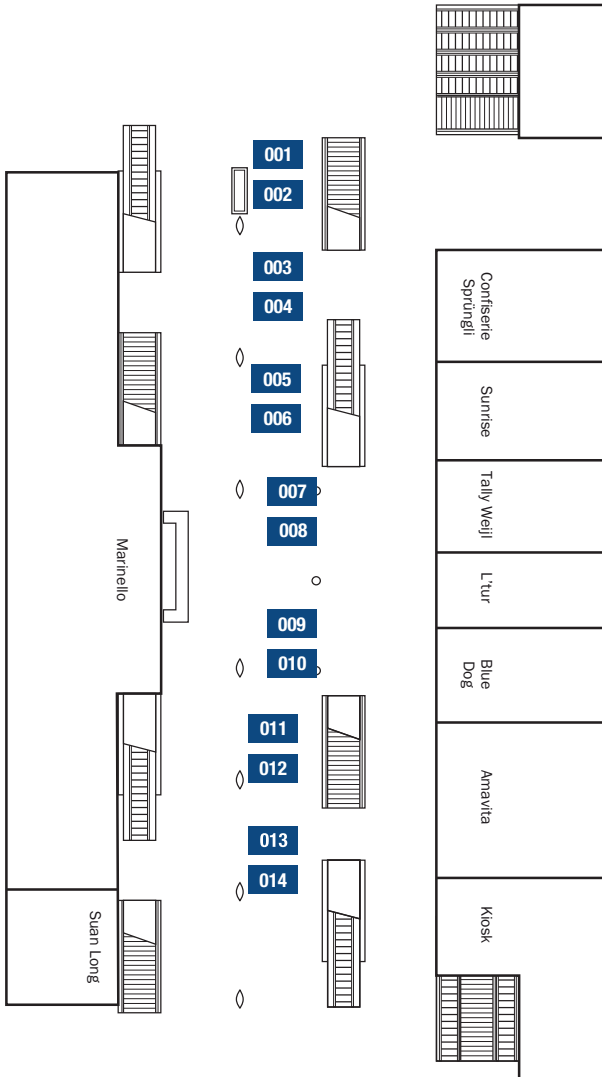 001
002
003
004
005
006
007
008
009
010
011
012
013
014
Confiserie
Sprüngli
Sunrise
Tally Weijl
L'tur
Blue
Dog
Amavita
Kiosk
Marinello
Suan Long